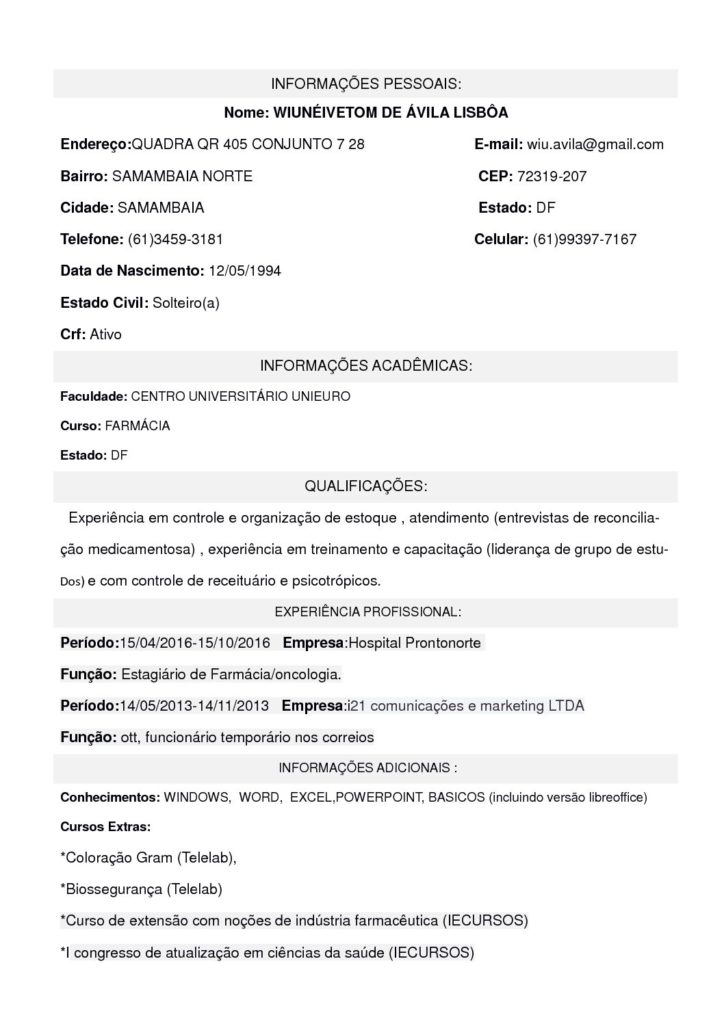 INFORMAÇÕES PESSOAIS:
Nome: WIUNÉIVETOM DE ÁVILA LISBÔA
Endereço:QUADRA QR 405 CONJUNTO 7 28 E-mail: wiu.avila@gmail.com
Bairro: SAMAMBAIA NORTE CEP: 72319-207
Cidade: SAMAMBAIA Estado: DF
Telefone: (61)3459-3181 Celular: (61)99397-7167
Data de Nascimento: 12/05/1994
Estado Civil: Solteiro(a)
Crf: Ativo
INFORMAÇÕES ACADÊMICAS:
Faculdade: CENTRO UNIVERSITÁRIO UNIEURO
Curso: FARMÁCIA
Estado: DF
QUALIFICAÇÕES:
Experiência em controle e organização de estoque , atendimento (entrevistas de reconcilia-
ção medicamentosa) , experiência em treinamento e capacitação (liderança de grupo de estu-
Dos) e com controle de receituário e psicotrópicos.
EXPERIÊNCIA PROFISSIONAL:
Período:15/04/2016-15/10/2016 Empresa:Hospital Prontonorte
Função: Estagiário de Farmácia/oncologia.
Período:14/05/2013-14/11/2013 Empresa:i21 comunicações e marketing LTDA
Função: ott, funcionário temporário nos correios
INFORMAÇÕES ADICIONAIS :
Conhecimentos: WINDOWS, WORD, EXCEL,POWERPOINT, BASICOS (incluindo versão libreoffice)
Cursos Extras:
*Coloração Gram (Telelab),
*Biossegurança (Telelab)
*Curso de extensão com noções de indústria farmacêutica (IECURSOS)
*I congresso de atualização em ciências da saúde (IECURSOS)